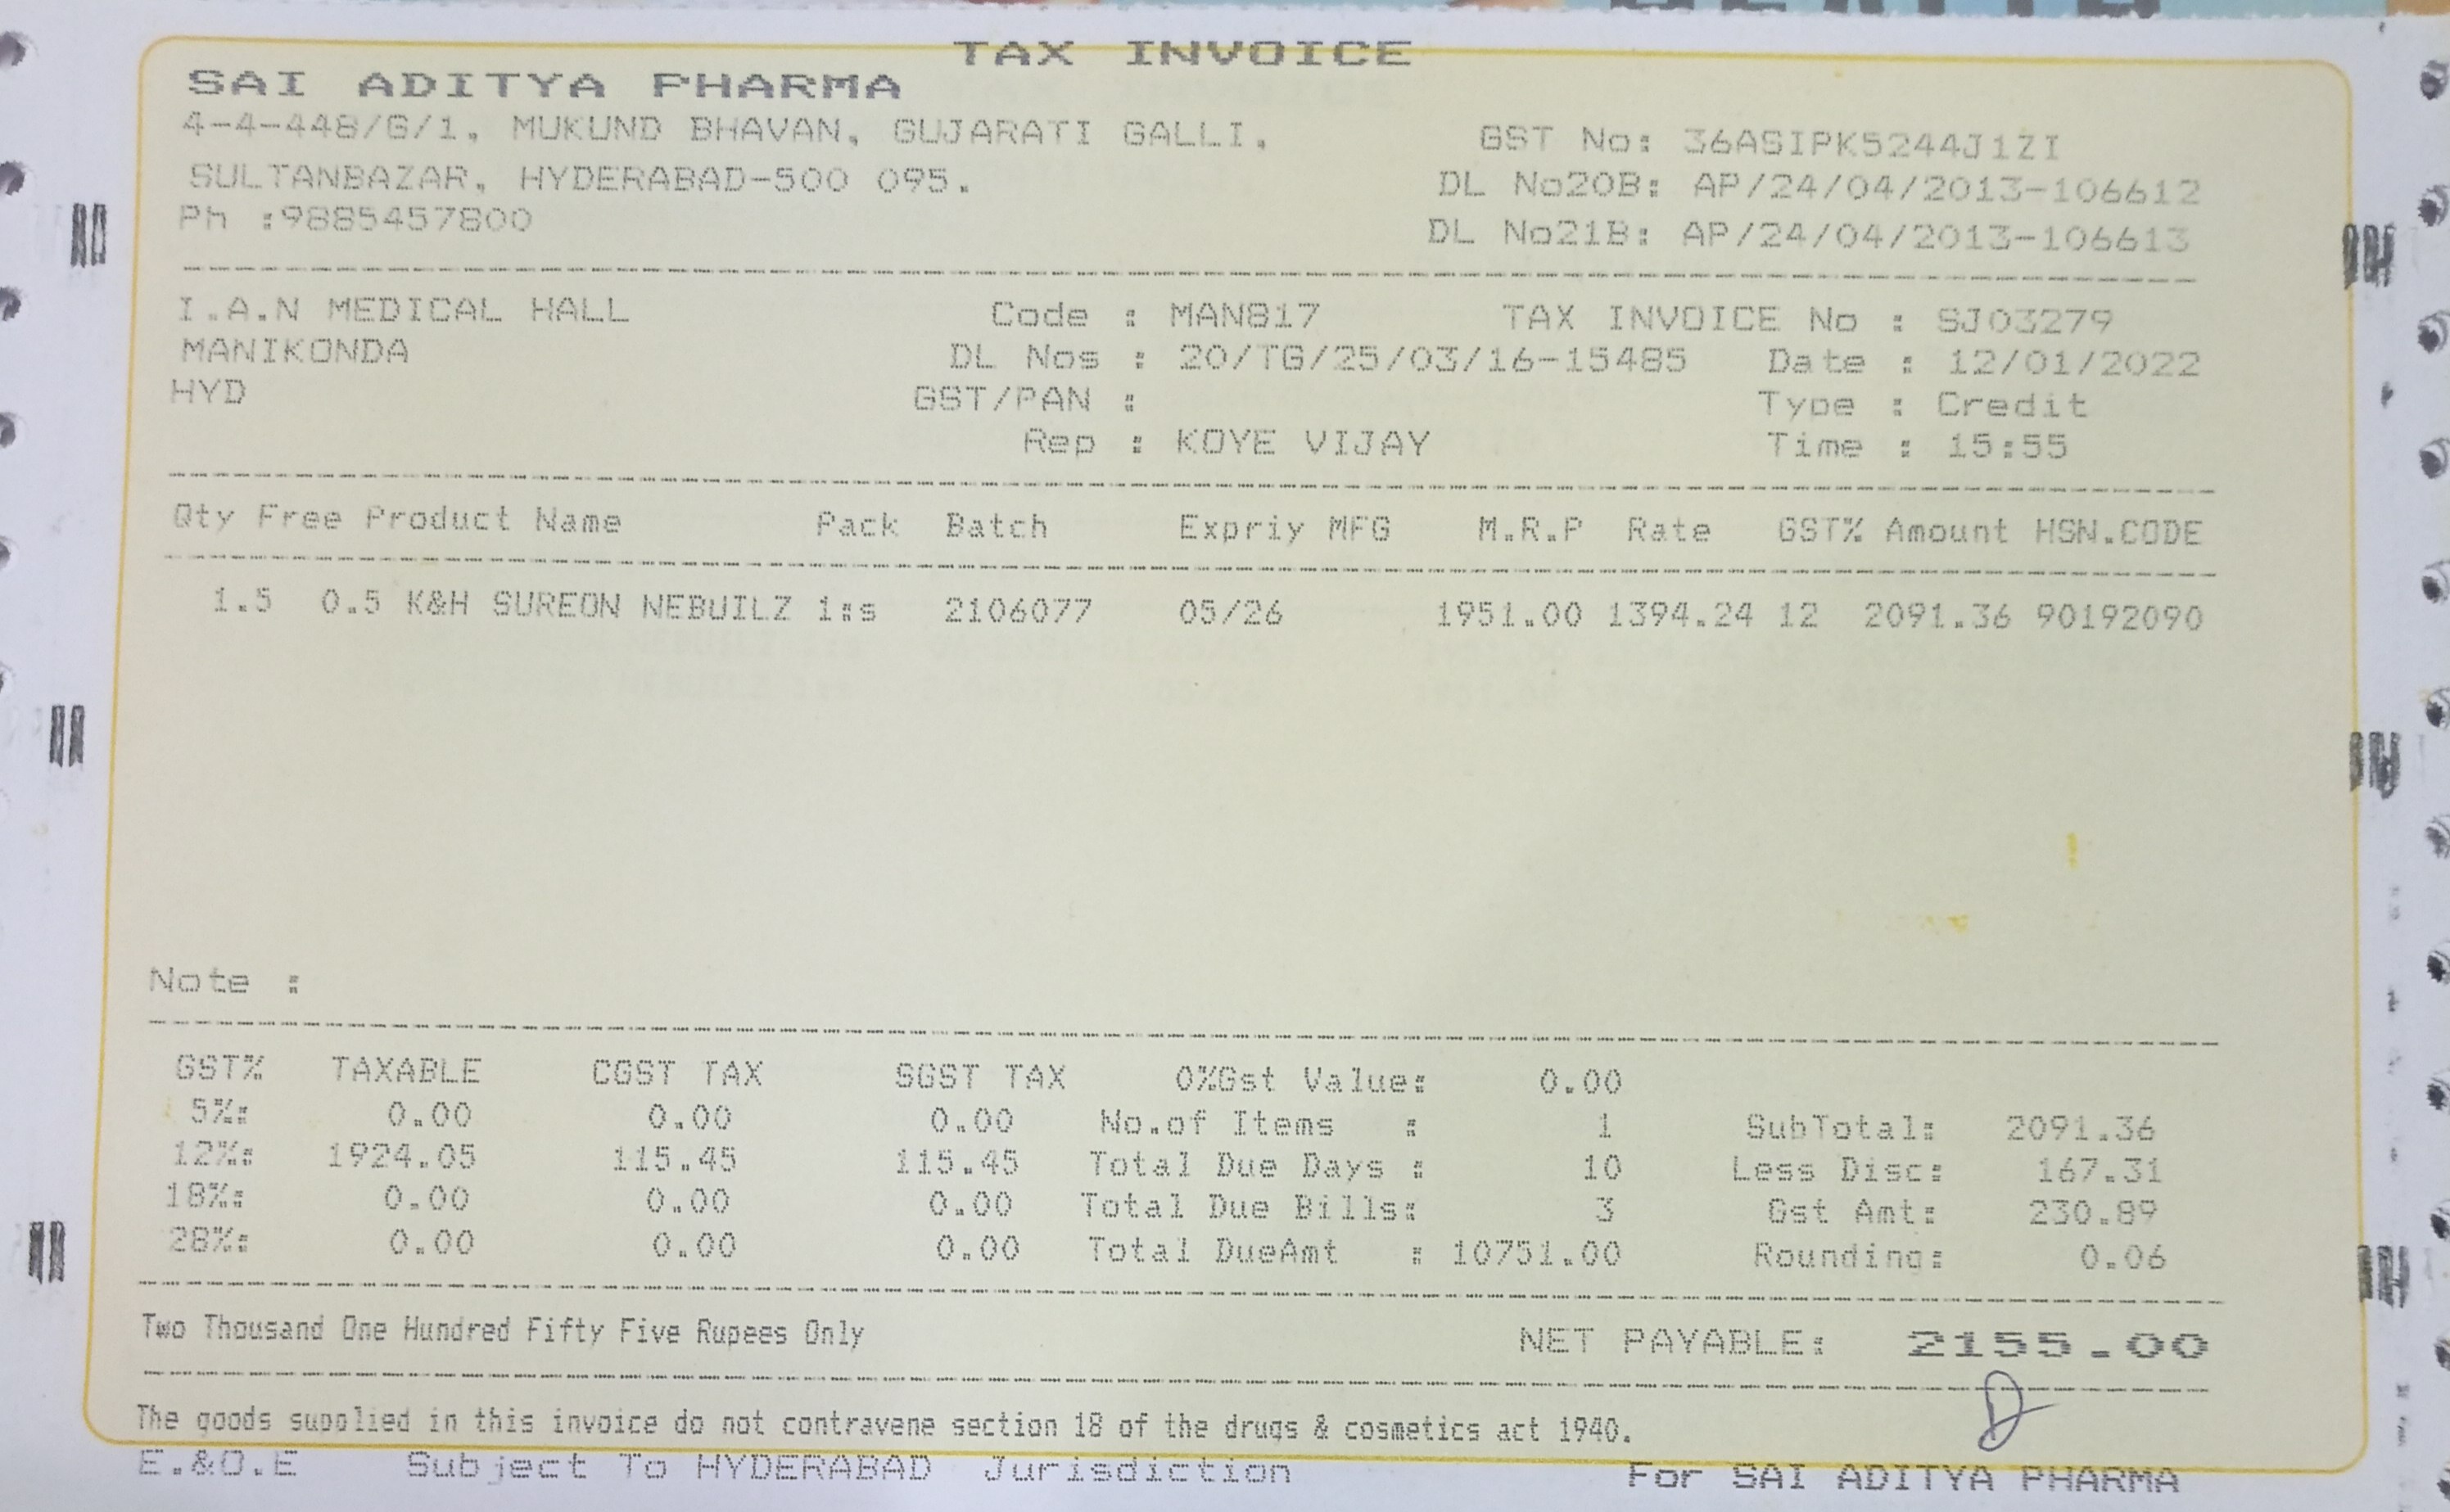 TAX INVOICE
SAI ADITYA PHARMA
4-4-448/G/1, MUKUND BHAVAN, GUJARATI GALLI, GST No: 36ASIPK5244J1ZI
SULTANBAZAR, HYDERABAD-500 095. DL No20B: AP/24/04/2013-106612
Ph :9885457800 DL No21B: AP/24/04/2013-106613
I.A.N MEDICAL HALL Code : MAN817 TAX INVOICE No : SJ03279
MANIKONDA DL Nos : 20/TG/25/03/16-15485 Date : 12/01/2022
HYD GST/PAN : Type : Credit
Rep : KOYE VIJAY Time : 15:55
Qty Free Product Name Pack Batch Expriy MFG M.R.P Rate GST% Amount HSN.CODE
1.5 0.5 K&H SUREON NEBUILZ 1:s 2106077 05/26 1951.00 1394.24 12 2091.36 90192090
Note :
GST% TAXABLE CGST TAX SGST TAX 0%Gst Value: 0.00
5%: 0.00 0.00 0.00 No.of Items : 1 SubTotal: 2091.36
12%: 1924.05 115.45 115.45 Total Due Days : 10 Less Disc: 167.31
18%: 0.00 0.00 0.00 Total Due Bills: 3 Gst Amt: 230.89
28%: 0.00 0.00 0.00 Total DueAmt : 10751.00 Rounding: 0.06
Two Thousand One Hundred Fifty Five Rupees Only NET PAYABLE: 2155.00
The goods supplied in this invoice do not contravene section 18 of the drugs & cosmetics act 1940.
E.&O.E Subject To HYDERABAD Jurisdiction For SAI ADITYA PHARMA